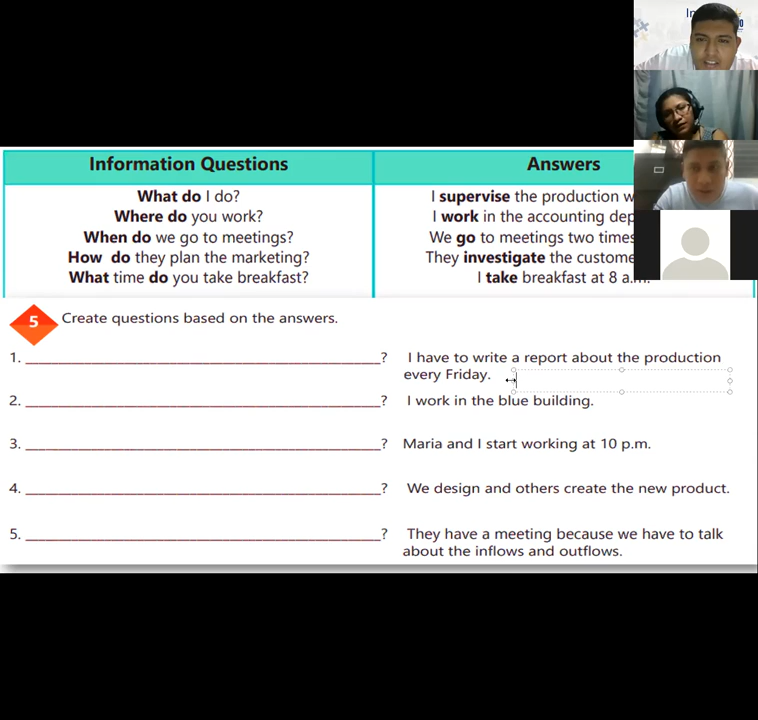 Information Questions
Answers
What do I do?
I supervise the production w
Where do you work?
I work in the accounting dep
When do we go to meetings?
We go to meetings two times
How do they plan the marketing?
They investigate the custome
What time do you take breakfast?
I take breakfast at 8 a.m.
5
Create questions based on the answers.
1. ? I have to write a report about the production
every Friday.
2. ? I work in the blue building.
3. ? Maria and I start working at 10 p.m.
4. ? We design and others create the new product.
5. ? They have a meeting because we have to talk
about the inflows and outflows.